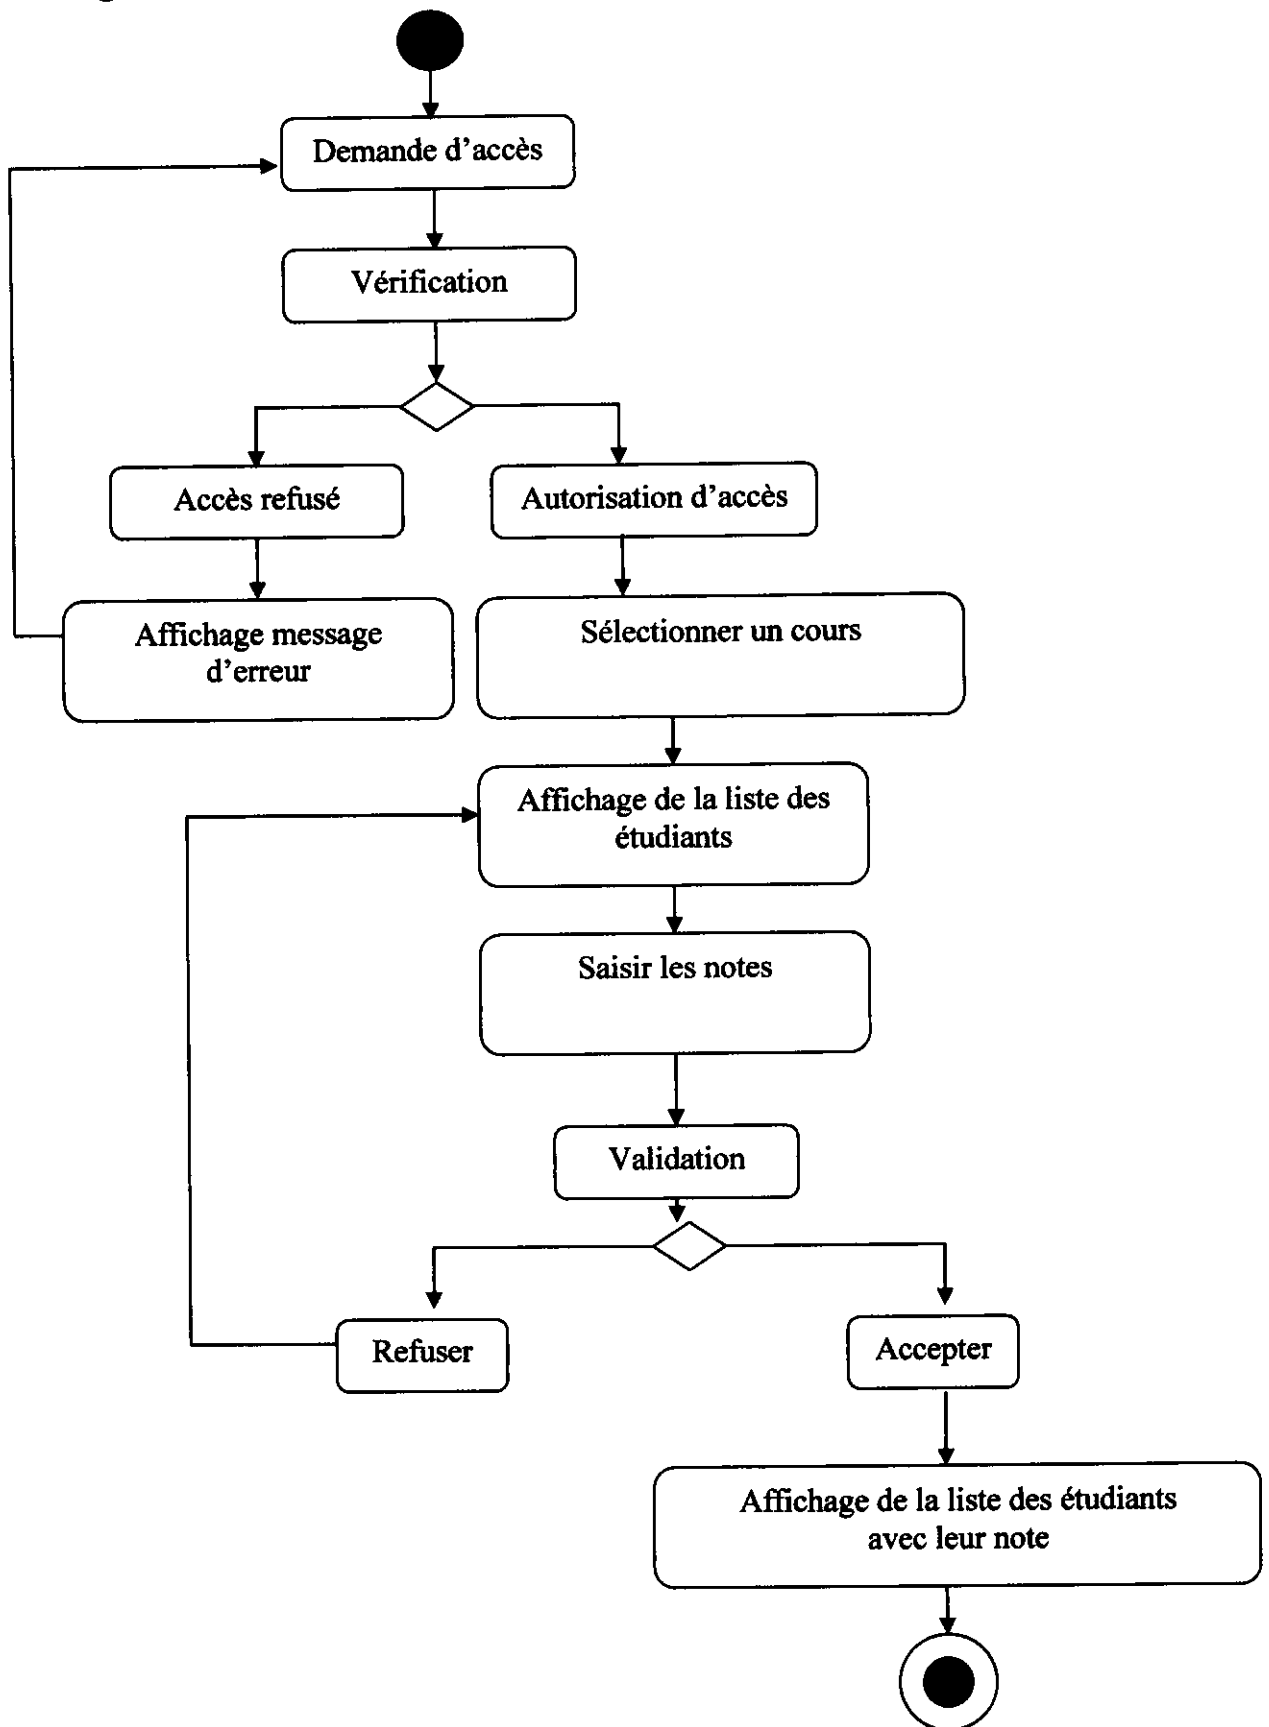 Demande d'accès
Vérification
Accès refusé
Autorisation d'accès
Affichage message
d'erreur
Sélectionner un cours
Affichage de la liste des
étudiants
Saisir les notes
Validation
Refuser
Accepter
Affichage de la liste des étudiants
avec leur note